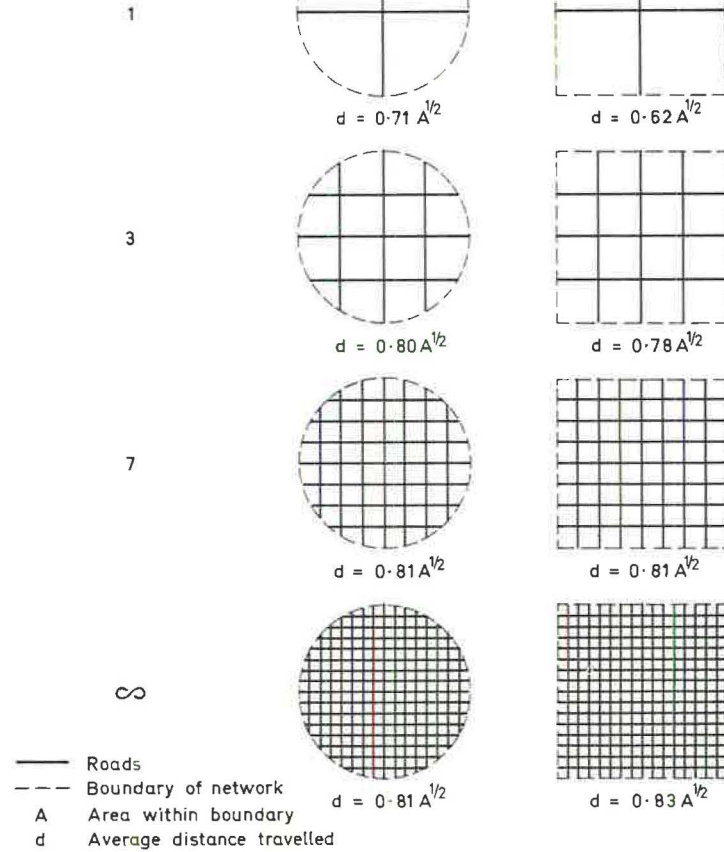 1
d = 0·71 A^1/2 d = 0·62 A^1/2
3
d = 0·80 A^1/2 d = 0·78 A^1/2
7
d = 0·81 A^1/2 d = 0·81 A^1/2
∞
d = 0·81 A^1/2 d = 0·83 A^1/2
Roads
Boundary of network
A Area within boundary
d Average distance travelled